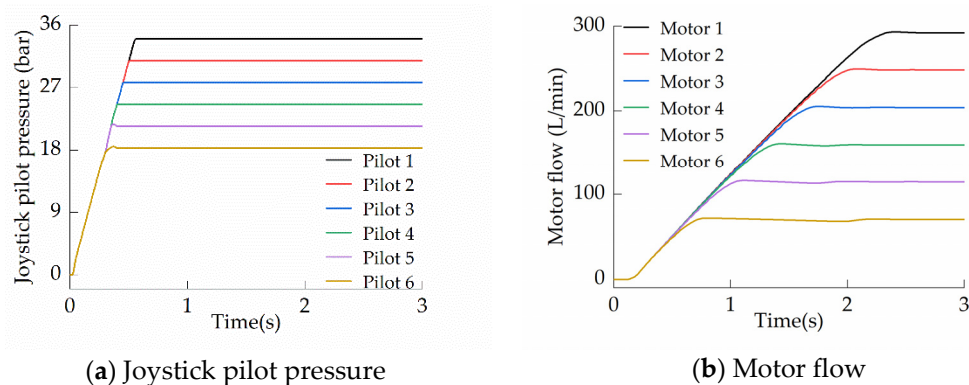 Joystick pilot pressure (bar)
36
27
18
9
0
Pilot 1
Pilot 2
Pilot 3
Pilot 4
Pilot 5
Pilot 6
0 1 2 3
Time(s)
(a) Joystick pilot pressure
Motor flow (L/min)
300
200
100
0
Motor 1
Motor 2
Motor 3
Motor 4
Motor 5
Motor 6
0 1 2 3
Time(s)
(b) Motor flow